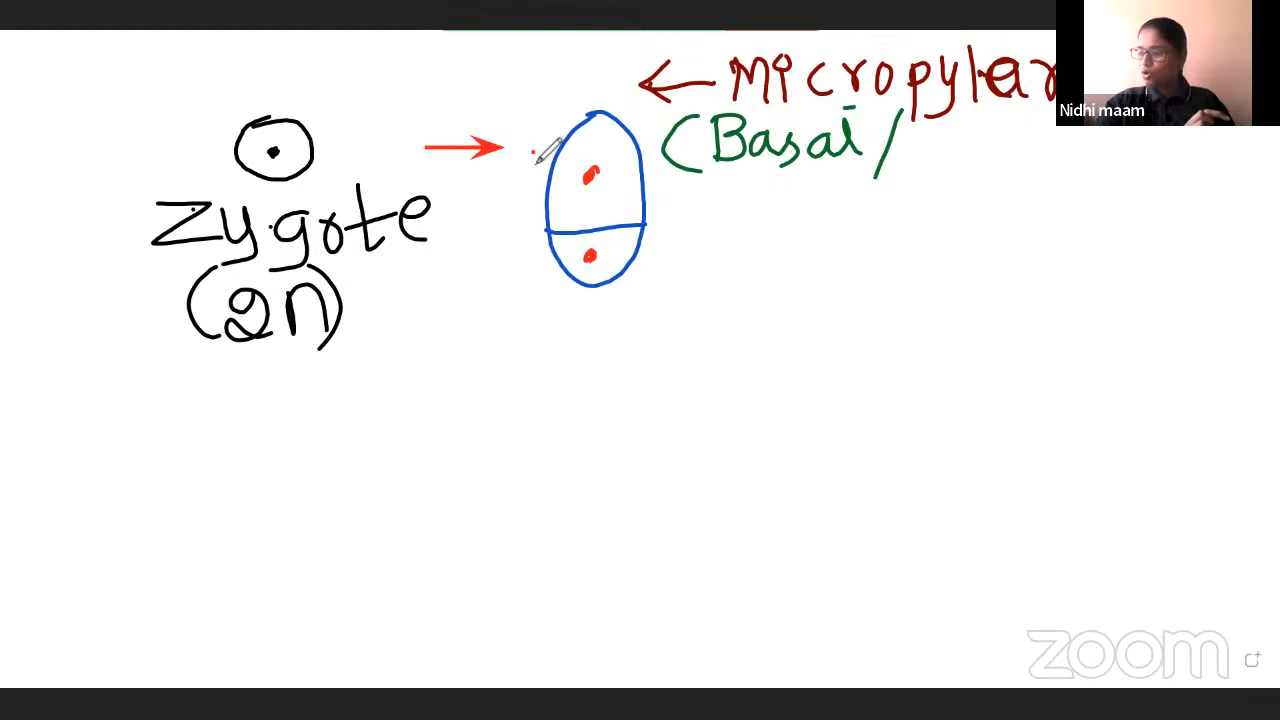 ← Micropylar
Nidhi maam
(Basal /
Zygote
(2n)
zoom